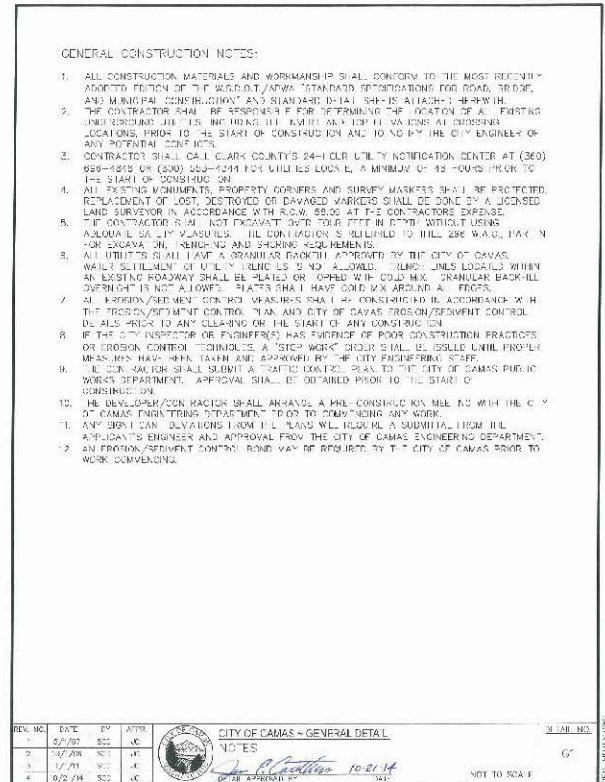 GENERAL CONSTRUCTION NOTES:
1. ALL CONSTRUCTION MATERIALS AND WORKMANSHIP SHALL CONFORM TO THE MOST RECENTLY
ADOPTED EDITION OF THE W.S.D.O.T./APWA "STANDARD SPECIFICATIONS FOR ROAD, BRIDGE,
AND MUNICIPAL CONSTRUCTION" AND STANDARD DETAIL SHEETS ATTACHED HEREWITH.
2. THE CONTRACTOR SHALL BE RESPONSIBLE FOR DETERMINING THE LOCATION OF ALL EXISTING
UNDERGROUND UTILITIES, INCLUDING THE INVERT AND TOP ELEVATIONS AT CROSSING
LOCATIONS, PRIOR TO THE START OF CONSTRUCTION AND TO NOTIFY THE CITY ENGINEER OF
ANY POTENTIAL CONFLICTS.
3. CONTRACTOR SHALL CALL CLARK COUNTY'S 24-HOUR UTILITY NOTIFICATION CENTER AT (360)
696-4848 OR (800) 553-4344 FOR UTILITIES LOCATE, A MINIMUM OF 48 HOURS PRIOR TO
THE START OF CONSTRUCTION.
4. ALL EXISTING MONUMENTS, PROPERTY CORNERS AND SURVEY MARKERS SHALL BE PROTECTED.
REPLACEMENT OF LOST, DESTROYED OR DAMAGED MARKERS SHALL BE DONE BY A LICENSED
LAND SURVEYOR IN ACCORDANCE WITH R.C.W. 58.09 AT THE CONTRACTORS EXPENSE.
5. THE CONTRACTOR SHALL NOT EXCAVATE OVER FOUR FEET IN DEPTH WITHOUT USING
ADEQUATE SAFETY MEASURES. THE CONTRACTOR IS REFERRED TO TITLE 296 W.A.C., PART N
FOR EXCAVATION, TRENCHING AND SHORING REQUIREMENTS.
6. ALL UTILITIES SHALL HAVE A GRANULAR BACKFILL APPROVED BY THE CITY OF CAMAS.
WATER SETTLEMENT OF UTILITY TRENCHES IS NOT ALLOWED. TRENCH LINES LOCATED WITHIN
AN EXISTING ROADWAY SHALL BE PLATED OR TOPPED WITH COLD MIX. GRANULAR BACKFILL
OVERNIGHT IS NOT ALLOWED. PLATES SHALL HAVE COLD MIX AROUND ALL EDGES.
7. ALL EROSION/SEDIMENT CONTROL MEASURES SHALL BE CONSTRUCTED IN ACCORDANCE WITH
THE EROSION/SEDIMENT CONTROL PLAN AND CITY OF CAMAS EROSION/SEDIMENT CONTROL
DETAILS PRIOR TO ANY CLEARING OR THE START OF ANY CONSTRUCTION.
8. IF THE CITY INSPECTOR OR ENGINEER(S) HAS EVIDENCE OF POOR CONSTRUCTION PRACTICES
OR EROSION CONTROL TECHNIQUES, A "STOP WORK" ORDER SHALL BE ISSUED UNTIL PROPER
MEASURES HAVE BEEN TAKEN AND APPROVED BY THE CITY ENGINEERING STAFF.
9. THE CONTRACTOR SHALL SUBMIT A TRAFFIC CONTROL PLAN TO THE CITY OF CAMAS PUBLIC
WORKS DEPARTMENT. APPROVAL SHALL BE OBTAINED PRIOR TO THE START OF
CONSTRUCTION.
10. THE DEVELOPER/CONTRACTOR SHALL ARRANGE A PRE-CONSTRUCTION MEETING WITH THE CITY
OF CAMAS ENGINEERING DEPARTMENT PRIOR TO COMMENCING ANY WORK.
11. ANY SIGNIFICANT DEVIATIONS FROM THE PLANS WILL REQUIRE A SUBMITTAL FROM THE
APPLICANT'S ENGINEER AND APPROVAL FROM THE CITY OF CAMAS ENGINEERING DEPARTMENT.
12. AN EROSION/SEDIMENT CONTROL BOND MAY BE REQUIRED BY THE CITY OF CAMAS PRIOR TO
WORK COMMENCING.
REV. NO. DATE BY APPR.
CITY OF CAMAS ~ GENERAL DETAIL
NOTES
10-21-14
DETAIL APPROVED BY DATE
NOT TO SCALE
DETAIL NO.
G1